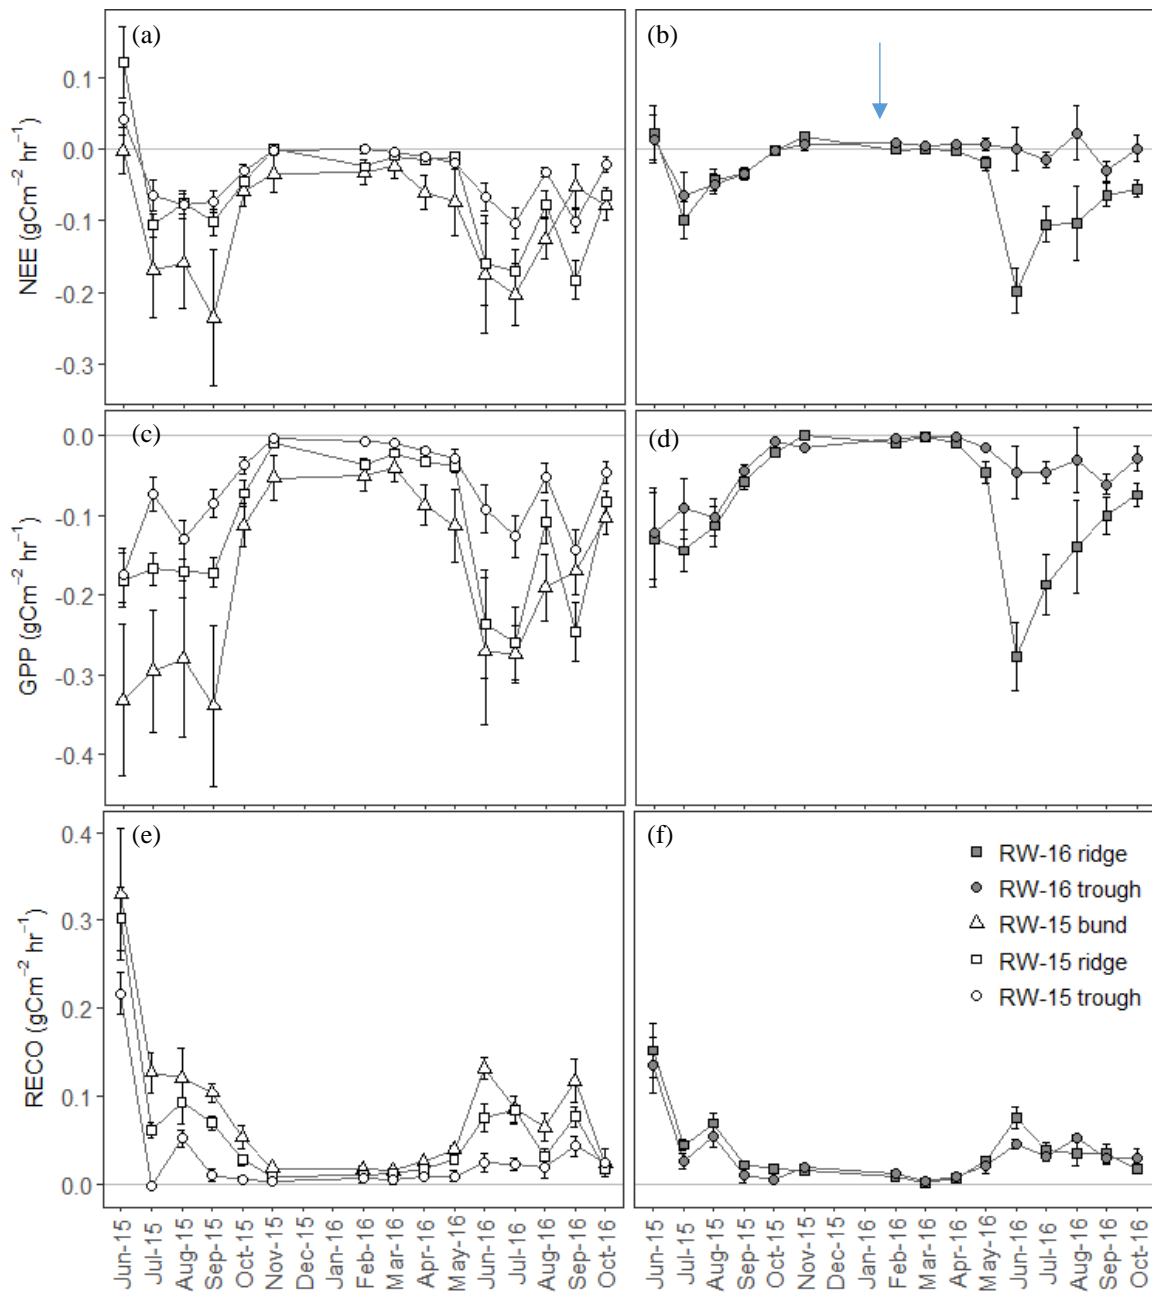 (a)
(b)
NEE (gCm⁻² hr⁻¹)
0.1
0.0
-0.1
-0.2
-0.3
(c)
(d)
GPP (gCm⁻² hr⁻¹)
0.0
-0.1
-0.2
-0.3
-0.4
(e)
(f)
RECO (gCm⁻² hr⁻¹)
0.4
0.3
0.2
0.1
0.0
RW-16 ridge
RW-16 trough
RW-15 bund
RW-15 ridge
RW-15 trough
Jun-15
Jul-15
Aug-15
Sep-15
Oct-15
Nov-15
Dec-15
Jan-16
Feb-16
Mar-16
Apr-16
May-16
Jun-16
Jul-16
Aug-16
Sep-16
Oct-16
Jun-15
Jul-15
Aug-15
Sep-15
Oct-15
Nov-15
Dec-15
Jan-16
Feb-16
Mar-16
Apr-16
May-16
Jun-16
Jul-16
Aug-16
Sep-16
Oct-16